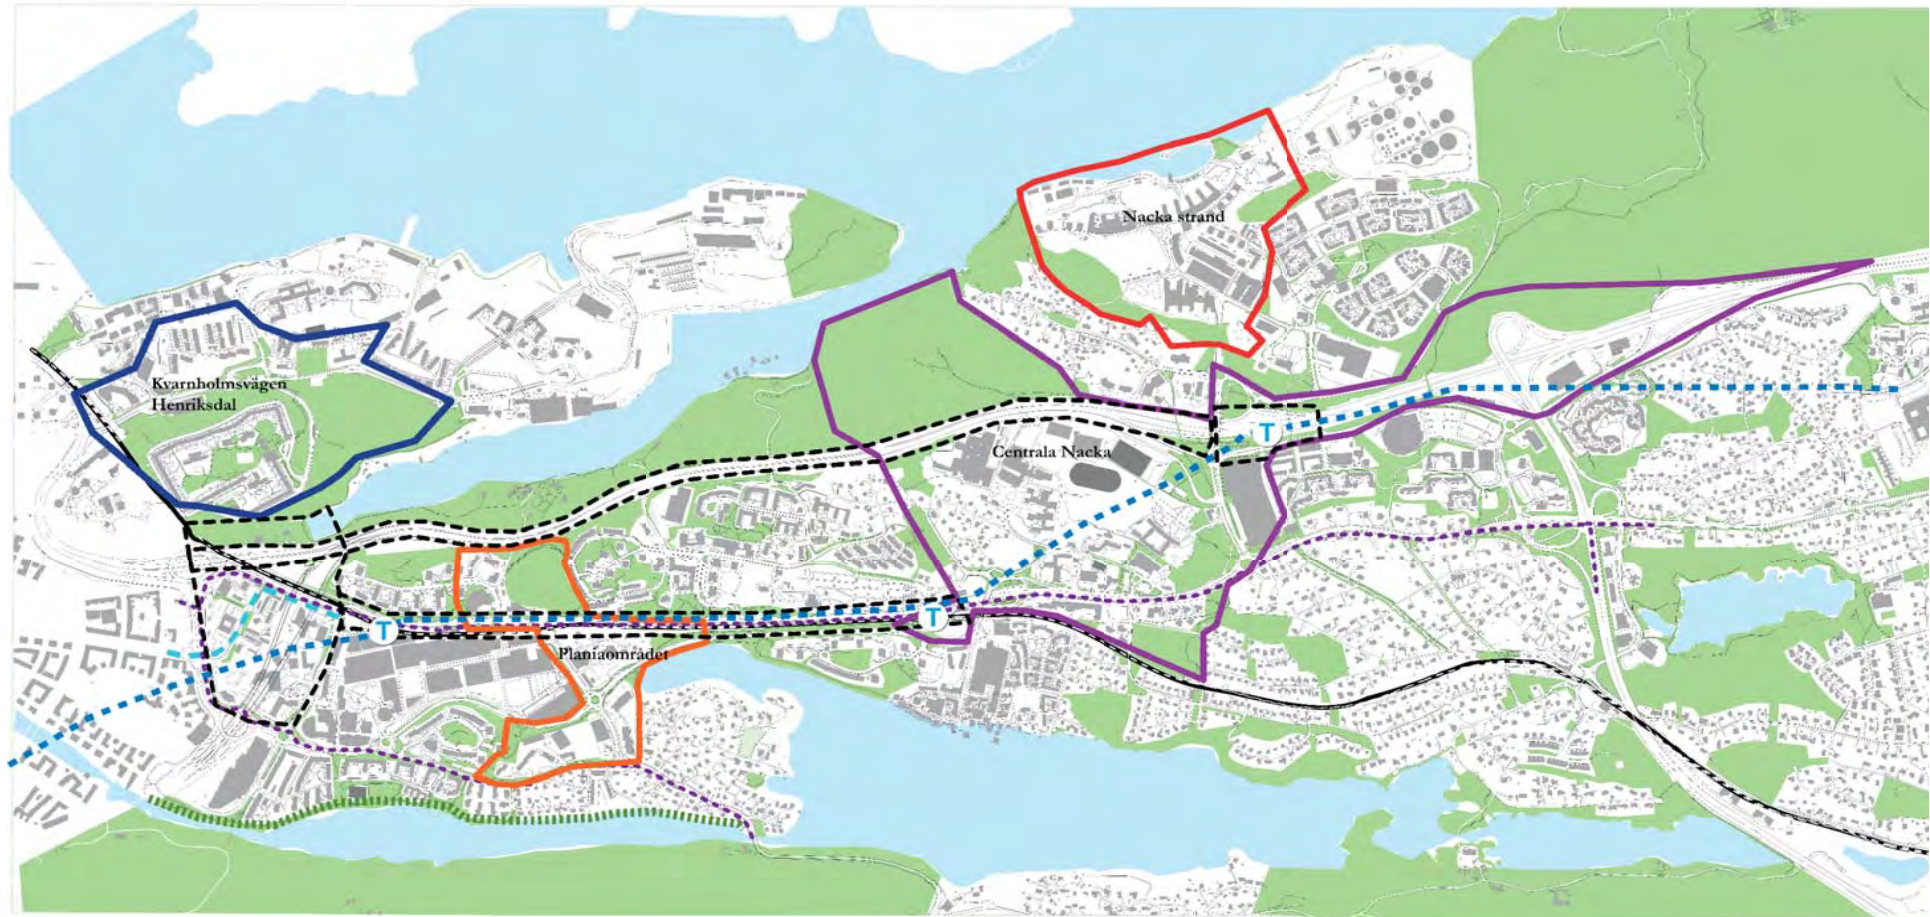 Nacka strand
Kvarnholmsvägen
Henriksdal
Centrala Nacka
T
T
T
Planiaområdet